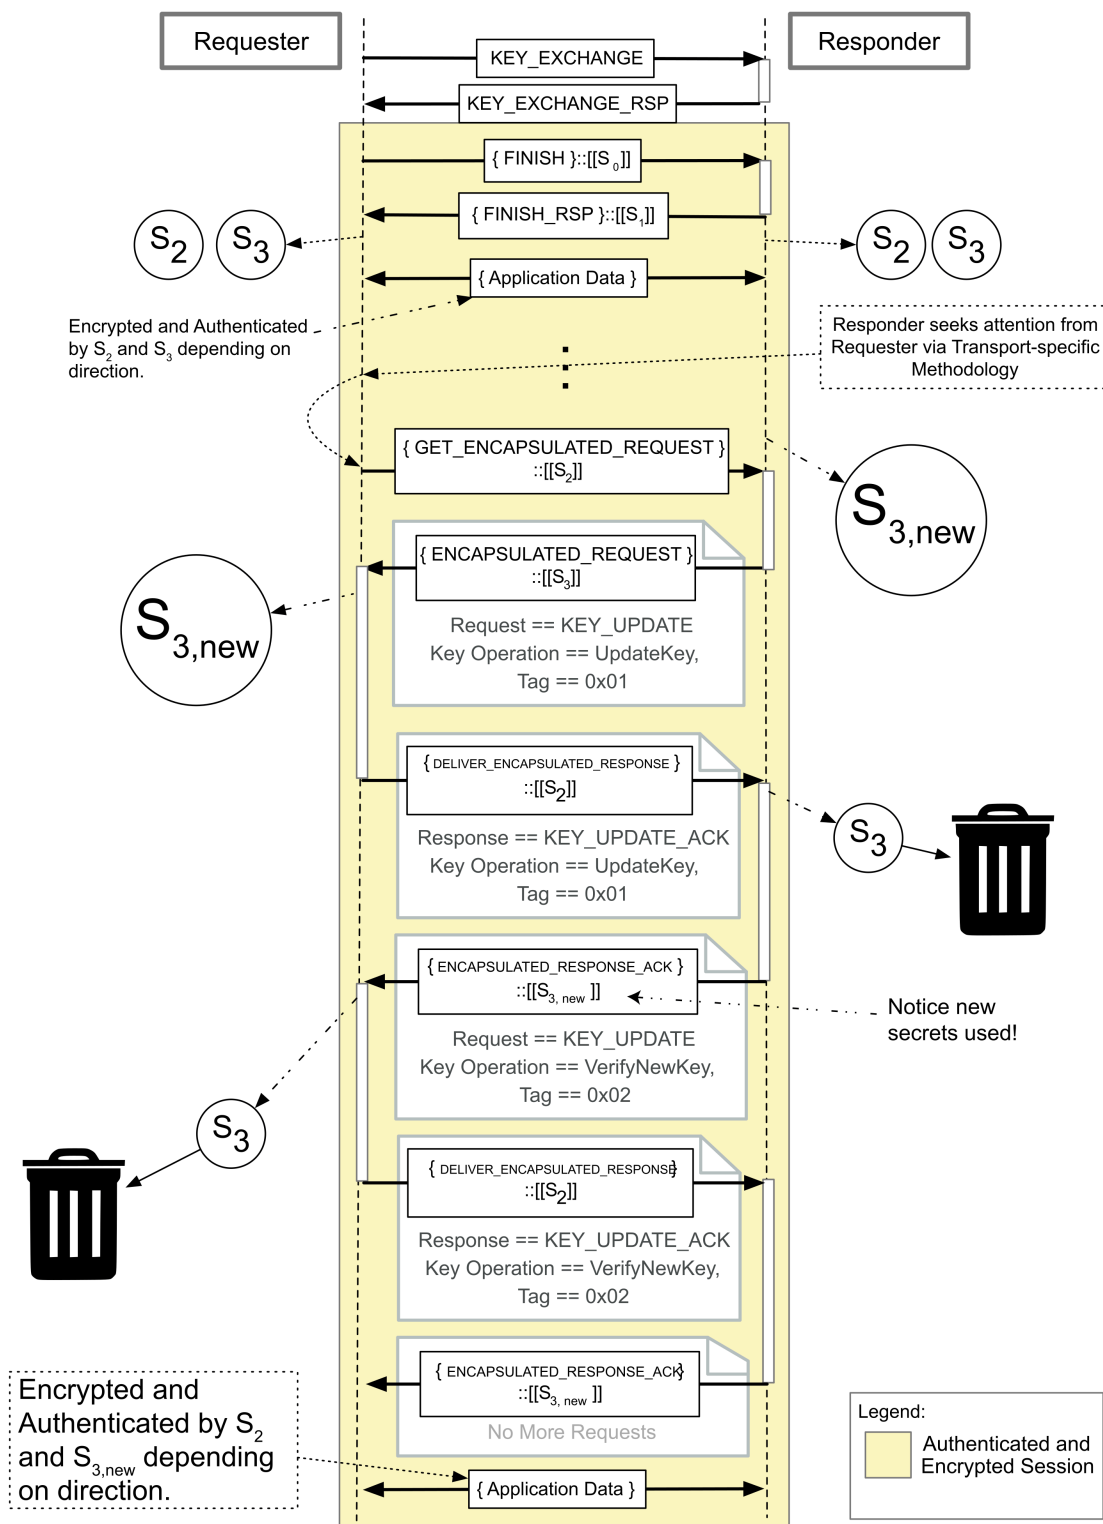 Requester
Responder
KEY_EXCHANGE
KEY_EXCHANGE_RSP
{ FINISH }::[[S0]]
{ FINISH_RSP }::[[S1]]
S2
S3
S2
S3
{ Application Data }
Encrypted and Authenticated
by S2 and S3 depending on
direction.
Responder seeks attention from
Requester via Transport-specific
Methodology
{ GET_ENCAPSULATED_REQUEST }
::[[S2]]
S3,new
{ ENCAPSULATED_REQUEST }
::[[S3]]
S3,new
Request == KEY_UPDATE
Key Operation == UpdateKey,
Tag == 0x01
{ DELIVER_ENCAPSULATED_RESPONSE }
::[[S2]]
S3
Response == KEY_UPDATE_ACK
Key Operation == UpdateKey,
Tag == 0x01
{ ENCAPSULATED_RESPONSE_ACK }
::[[S3, new ]]
Notice new
secrets used!
Request == KEY_UPDATE
Key Operation == VerifyNewKey,
Tag == 0x02
S3
{ DELIVER_ENCAPSULATED_RESPONSE }
::[[S2]]
Response == KEY_UPDATE_ACK
Key Operation == VerifyNewKey,
Tag == 0x02
{ ENCAPSULATED_RESPONSE_ACK }
::[[S3, new ]]
No More Requests
Encrypted and
Authenticated by S2
and S3,new depending
on direction.
{ Application Data }
Legend:
Authenticated and
Encrypted Session